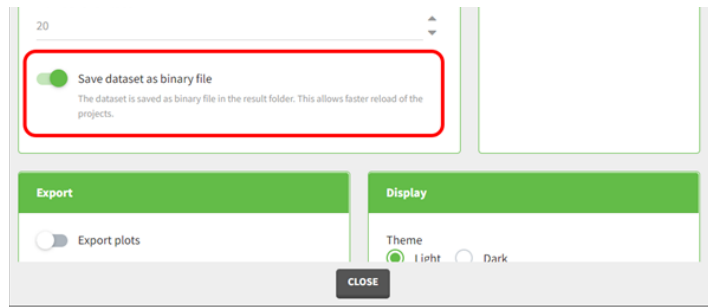 20
Save dataset as binary file
The dataset is saved as binary file in the result folder. This allows faster reload of the
projects.
Export
Display
Export plots
Theme
Light
Dark
CLOSE